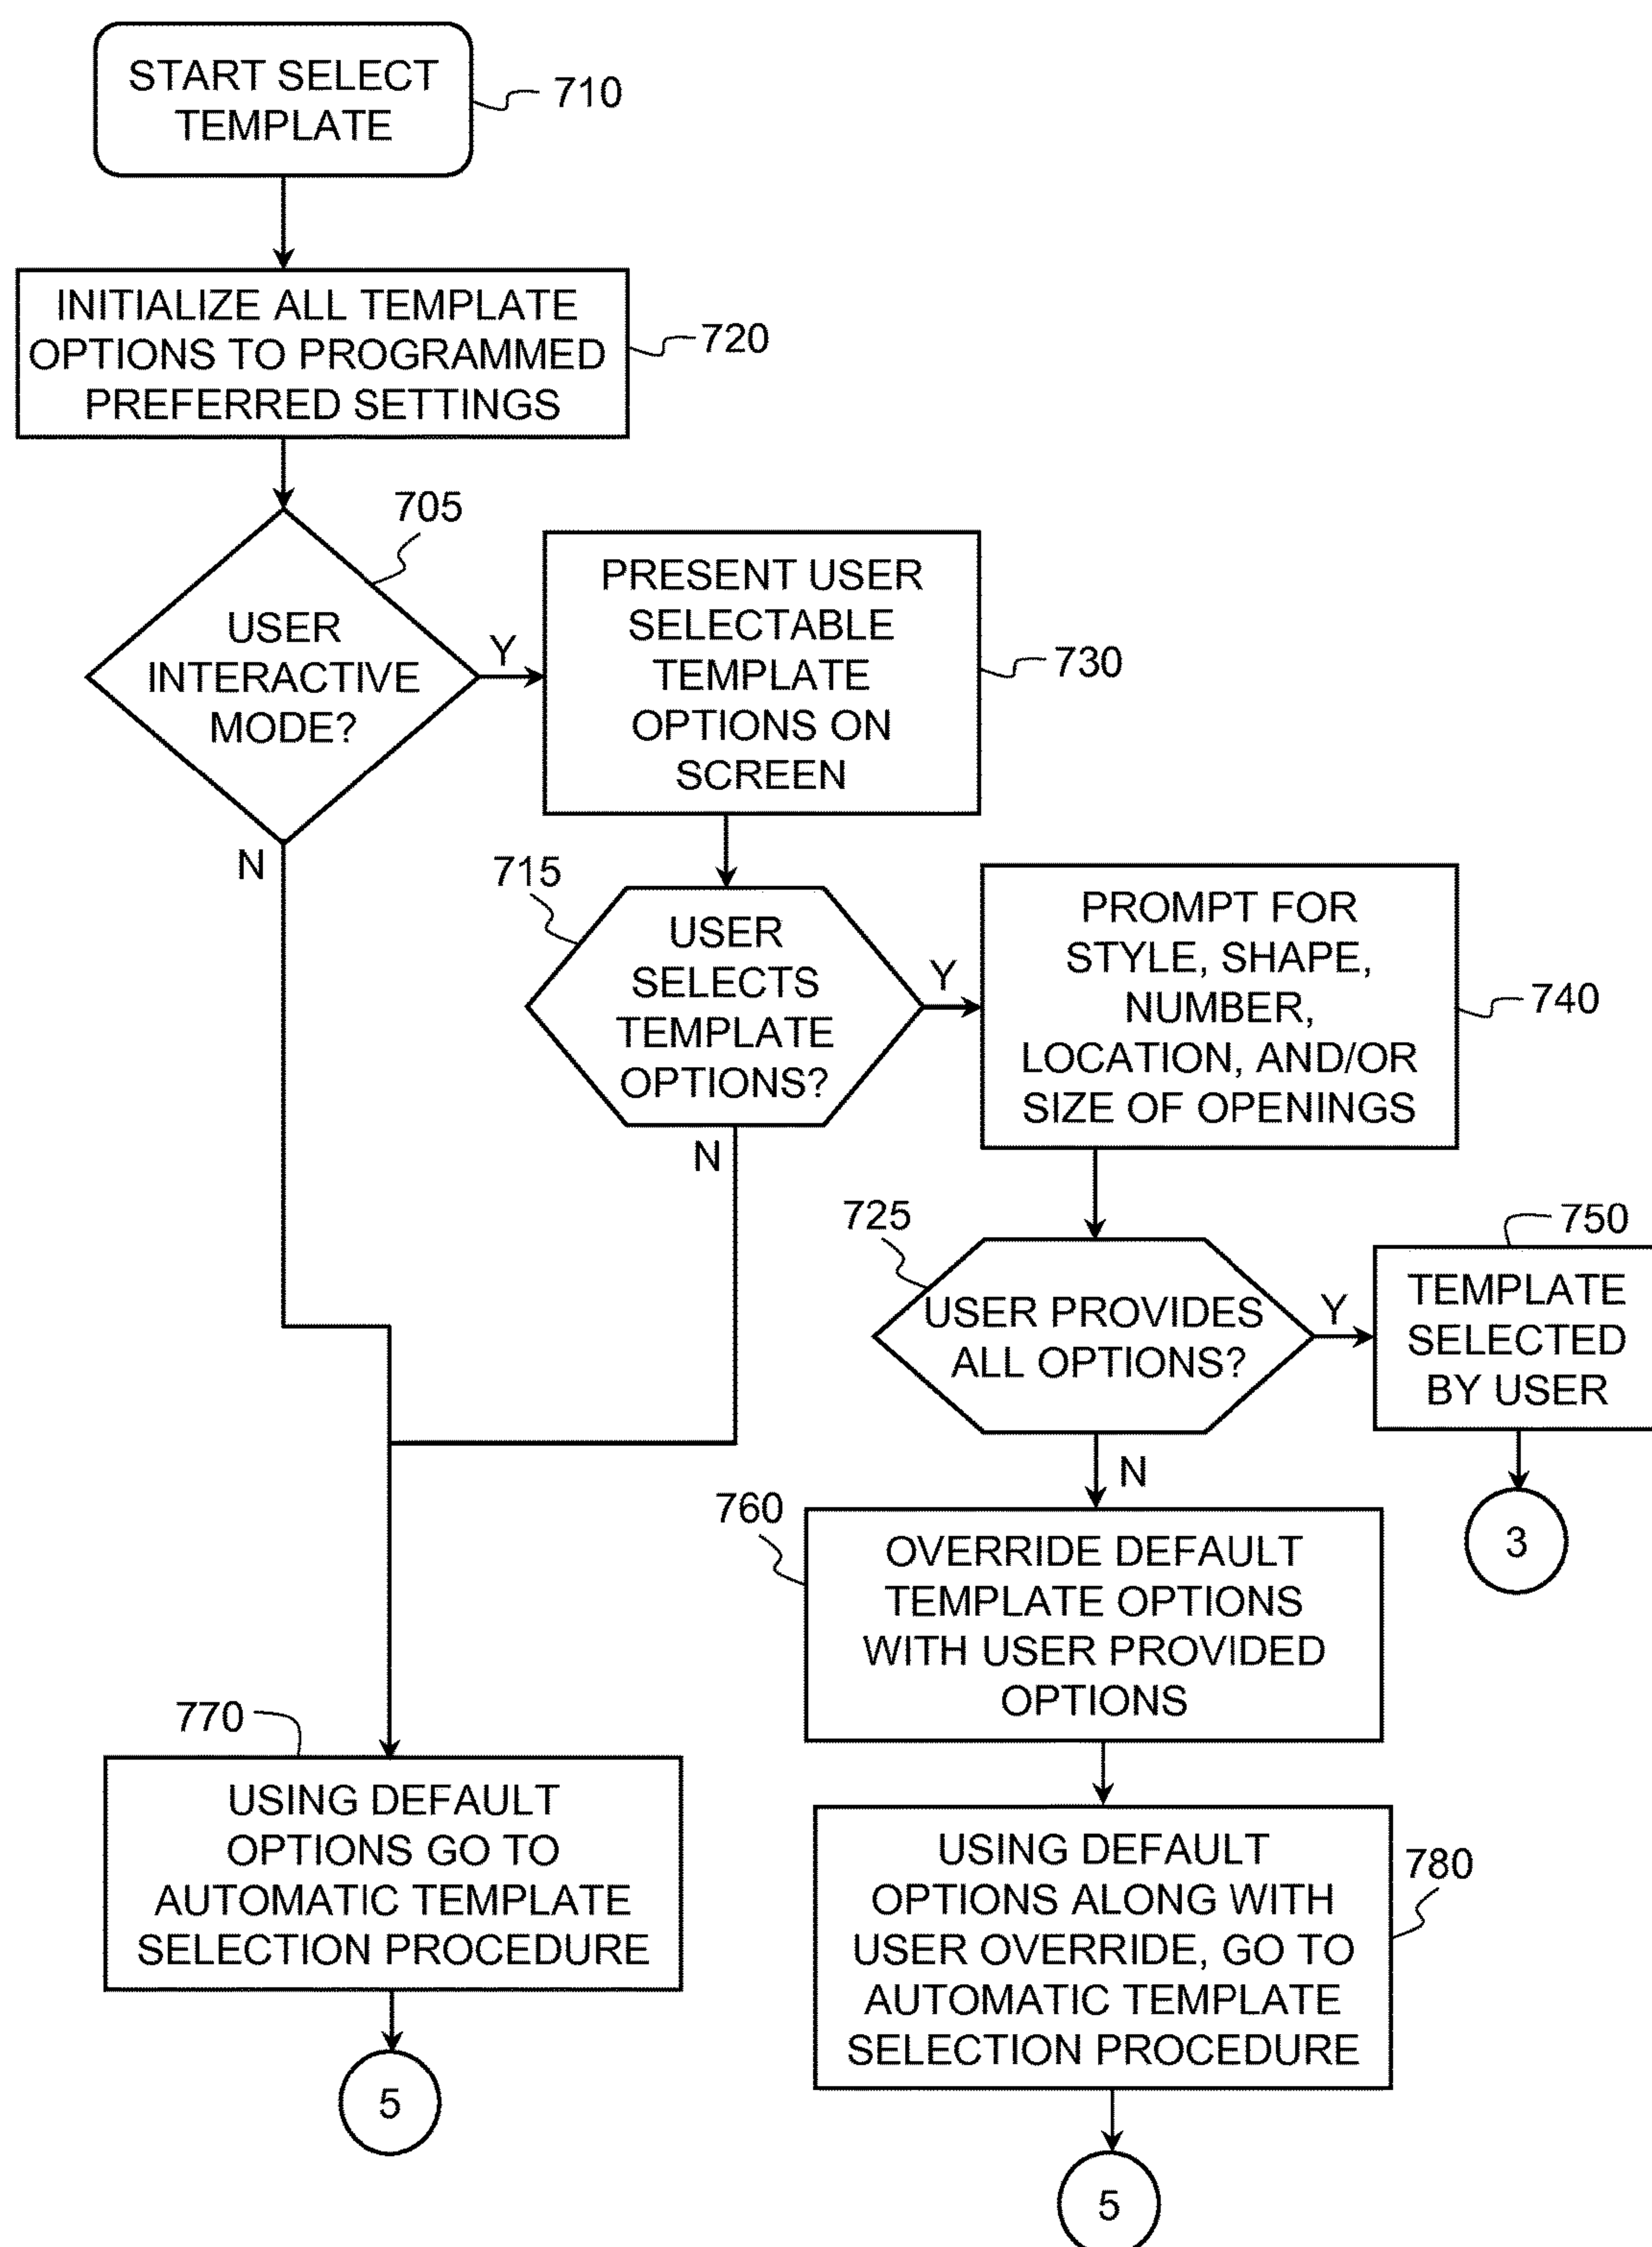 START SELECT
TEMPLATE
710
INITIALIZE ALL TEMPLATE
OPTIONS TO PROGRAMMED
PREFERRED SETTINGS
720
705
USER
INTERACTIVE
MODE?
Y
N
PRESENT USER
SELECTABLE
TEMPLATE
OPTIONS ON
SCREEN
730
715
USER
SELECTS
TEMPLATE
OPTIONS?
Y
N
PROMPT FOR
STYLE, SHAPE,
NUMBER,
LOCATION, AND/OR
SIZE OF OPENINGS
740
725
USER PROVIDES
ALL OPTIONS?
Y
N
750
TEMPLATE
SELECTED
BY USER
3
760
OVERRIDE DEFAULT
TEMPLATE OPTIONS
WITH USER PROVIDED
OPTIONS
770
USING DEFAULT
OPTIONS GO TO
AUTOMATIC TEMPLATE
SELECTION PROCEDURE
5
780
USING DEFAULT
OPTIONS ALONG WITH
USER OVERRIDE, GO TO
AUTOMATIC TEMPLATE
SELECTION PROCEDURE
5